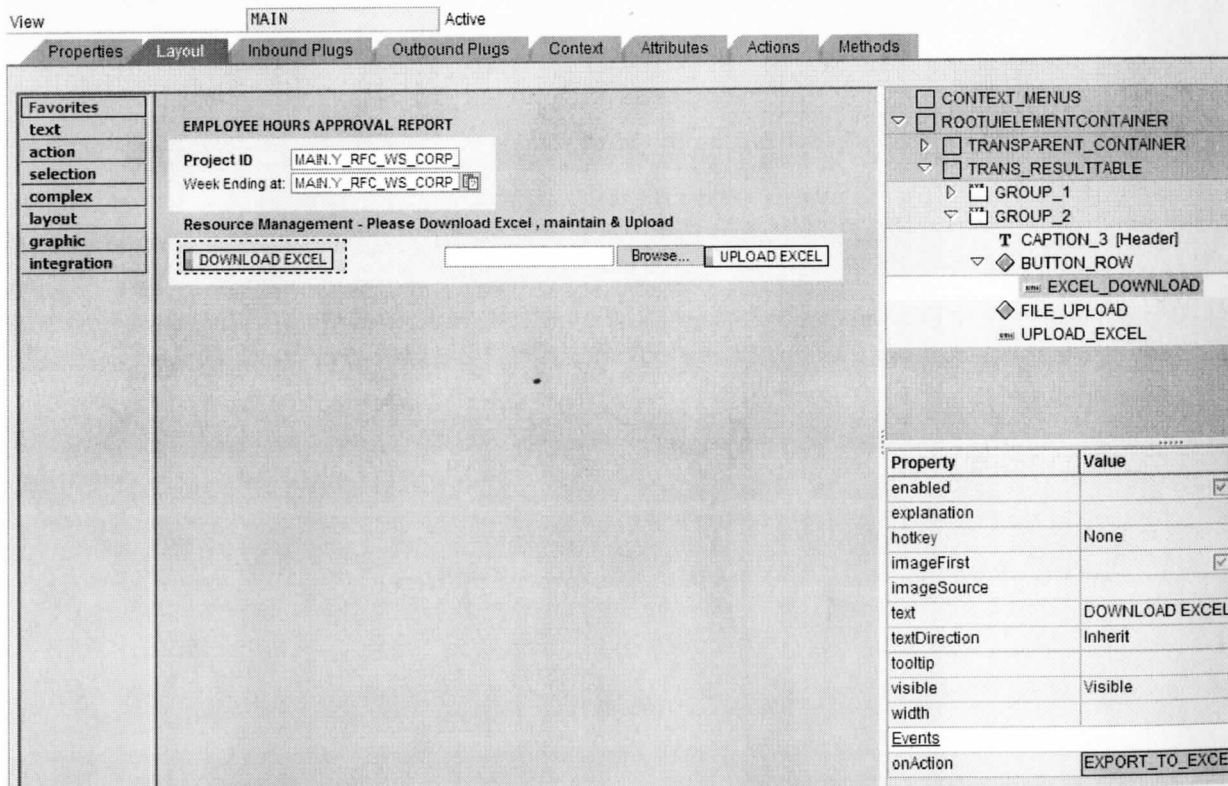 View MAIN Active
Properties Layout Inbound Plugs Outbound Plugs Context Attributes Actions Methods
Favorites
text
action
selection
complex
layout
graphic
integration
EMPLOYEE HOURS APPROVAL REPORT
Project ID MAIN.Y_RFC_WS_CORP_
Week Ending at: MAIN.Y_RFC_WS_CORP_
Resource Management - Please Download Excel , maintain & Upload
DOWNLOAD EXCEL Browse... UPLOAD EXCEL
CONTEXT_MENUS
ROOTUIELEMENTCONTAINER
TRANSPARENT_CONTAINER
TRANS_RESULTTABLE
GROUP_1
GROUP_2
T CAPTION_3 [Header]
BUTTON_ROW
EXCEL_DOWNLOAD
FILE_UPLOAD
UPLOAD_EXCEL
Property Value
enabled
explanation
hotkey None
imageFirst
imageSource
text DOWNLOAD EXCEL
textDirection Inherit
tooltip
visible Visible
width
Events
onAction EXPORT_TO_EXCE